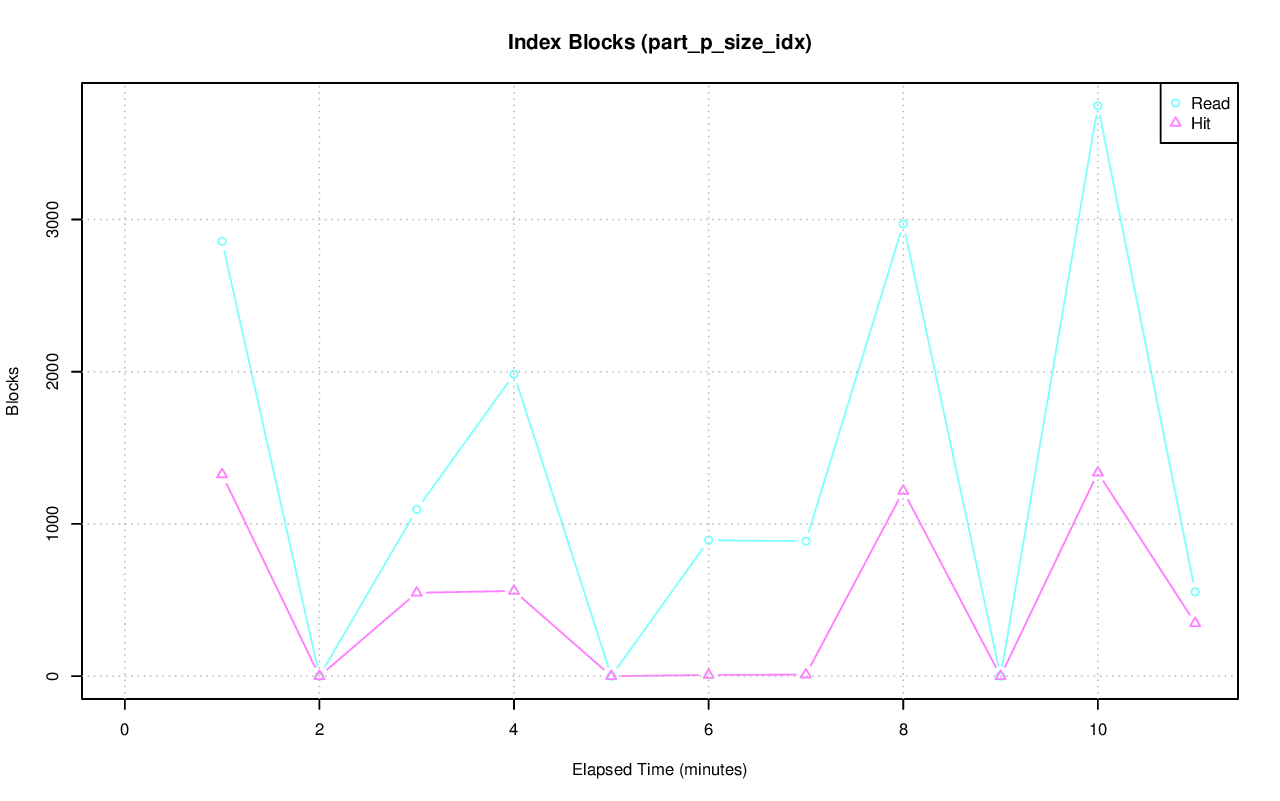 Index Blocks (part_p_size_idx)
Read
Hit
3000
2000
1000
0
Blocks
0 2 4 6 8 10
Elapsed Time (minutes)